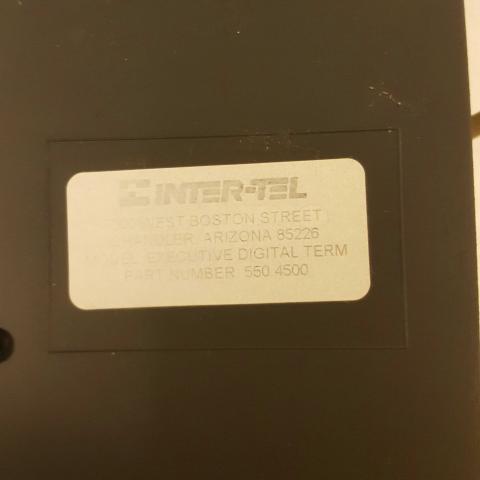 INTER-TEL
WEST BOSTON STREET
CHANDLER, ARIZONA 85226
MODEL EXECUTIVE DIGITAL TERM
PART NUMBER 550.4500